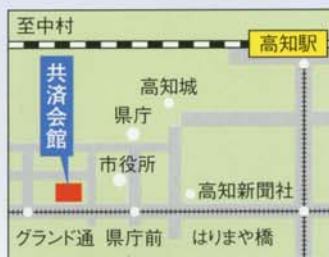 至中村
高知駅
共済会館
高知城
県庁
市役所
高知新聞社
グランド通
県庁前
はりまや橋